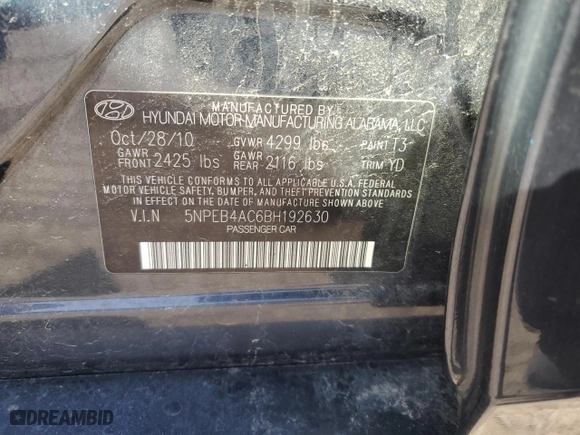 MANUFACTURED BY
HYUNDAI MOTOR MANUFACTURING ALABAMA, LLC
Oct/28/10 GVWR 4299 lbs PAINT T3
GAWR FRONT 2425 lbs GAWR REAR 2116 lbs TRIM YD
THIS VEHICLE CONFORMS TO ALL APPLICABLE U.S.A. FEDERAL
MOTOR VEHICLE SAFETY, BUMPER, AND THEFT PREVENTION STANDARDS
IN EFFECT ON THE DATE OF MANUFACTURE SHOWN ABOVE.
V.I.N 5NPEB4AC6BH192630
PASSENGER CAR
DREAMBID